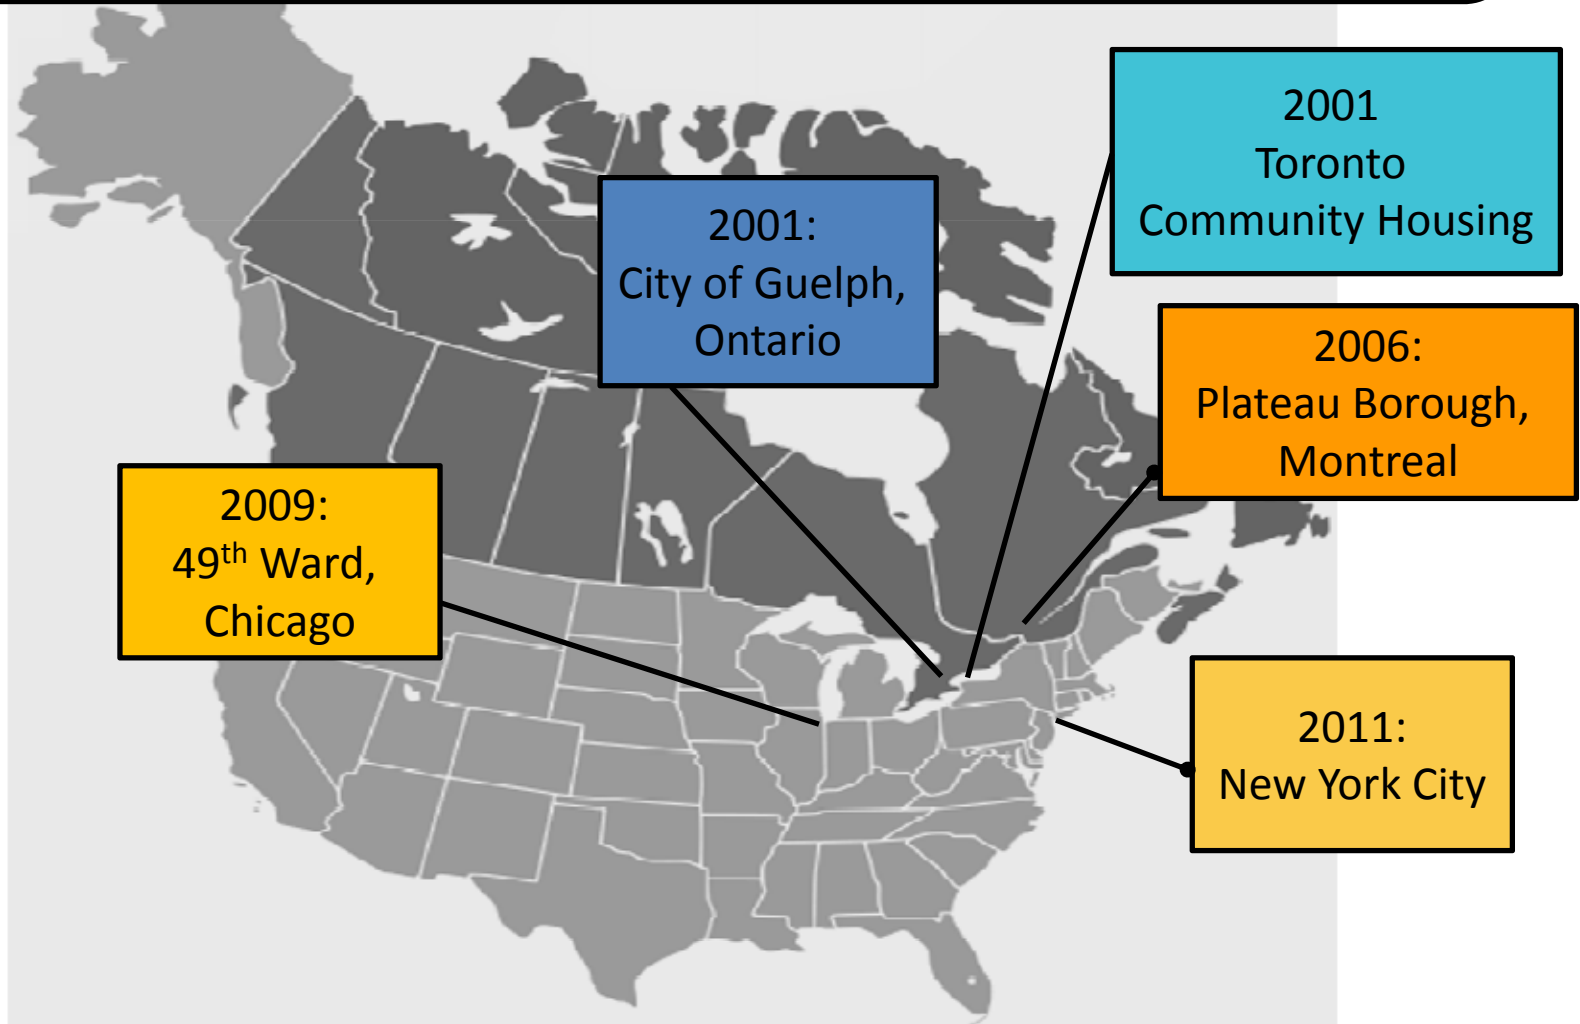 2001
Toronto
Community Housing
2001:
City of Guelph,
Ontario
2006:
Plateau Borough,
Montreal
2009:
49th Ward,
Chicago
2011:
New York City